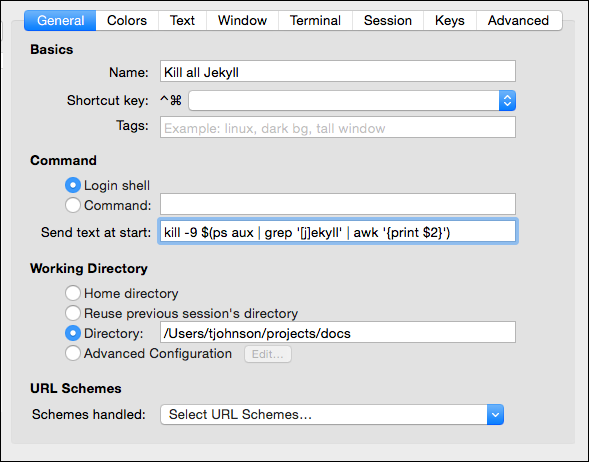 General Colors Text Window Terminal Session Keys Advanced
Basics
Name: Kill all Jekyll
Shortcut key: ^⌘
Tags: Example: linux, dark bg, tall window
Command
Login shell
Command:
Send text at start: kill -9 $(ps aux | grep '[j]ekyll' | awk '{print $2}')
Working Directory
Home directory
Reuse previous session's directory
Directory: /Users/tjohnson/projects/docs
Advanced Configuration Edit...
URL Schemes
Schemes handled: Select URL Schemes...